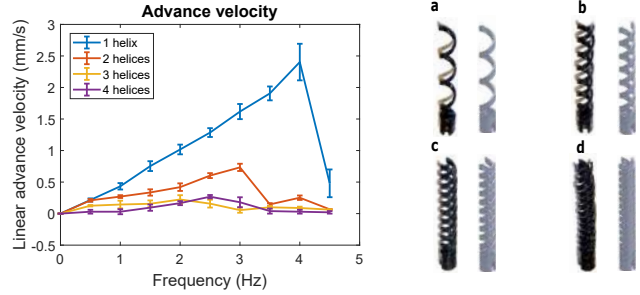 Advance velocity
Linear advance velocity (mm/s)
3
2.5
2
1.5
1
0.5
0
-0.5
1 helix
2 helices
3 helices
4 helices
0
1
2
3
4
5
Frequency (Hz)
a
b
c
d